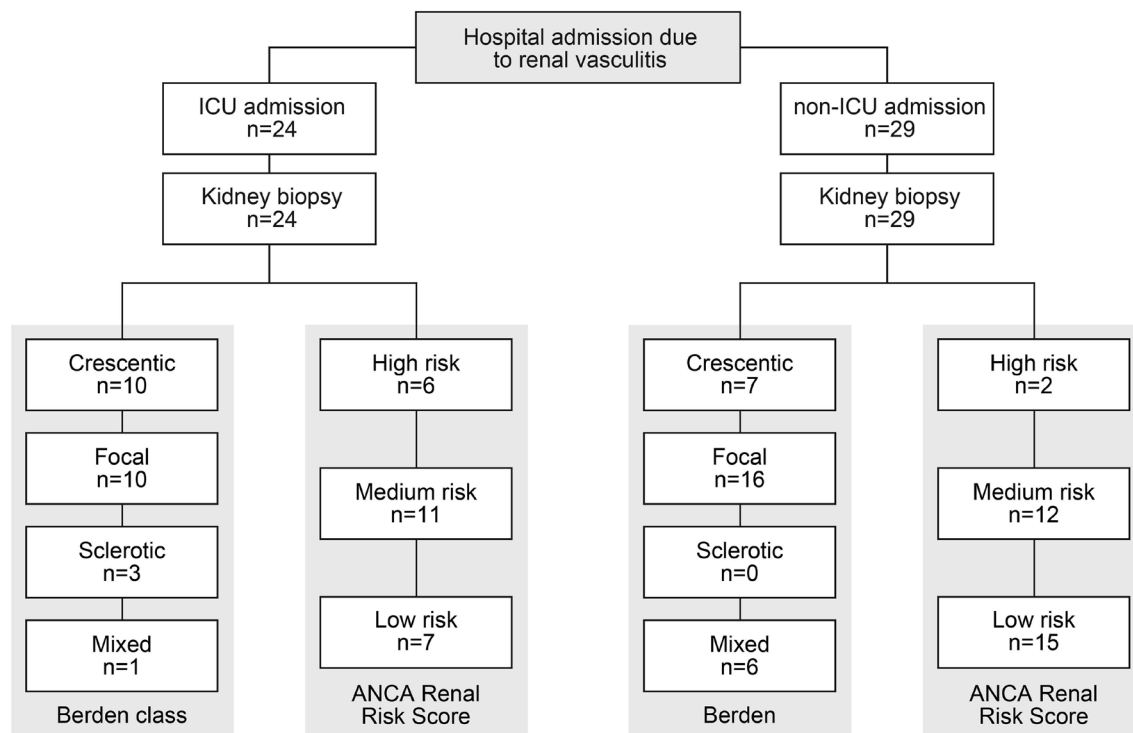 Hospital admission due
to renal vasculitis
ICU admission
n=24
non-ICU admission
n=29
Kidney biopsy
n=24
Kidney biopsy
n=29
Crescentic
n=10
Focal
n=10
Sclerotic
n=3
Mixed
n=1
Berden class
High risk
n=6
Medium risk
n=11
Low risk
n=7
ANCA Renal
Risk Score
Crescentic
n=7
Focal
n=16
Sclerotic
n=0
Mixed
n=6
Berden
High risk
n=2
Medium risk
n=12
Low risk
n=15
ANCA Renal
Risk Score